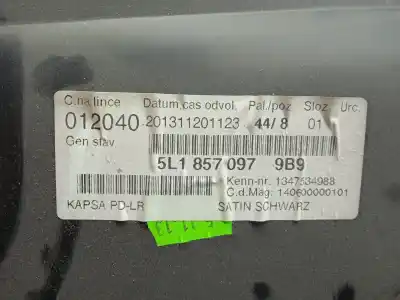 C.na lince Datum,cas odvol. Pal./poz Sloz Urc.
012040 201311201123 44/ 8 01
Gen stav
5L1 857 097 9B9
Kenn-nr. 1347534988
C.d.Mag: 140600000101
KAPSA PD-LR SATIN SCHWARZ